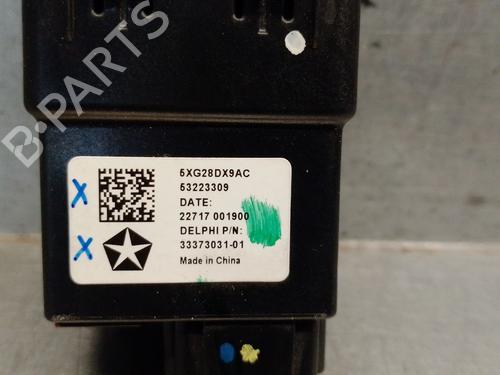 B-PARTS
5XG28DX9AC
53223309
DATE:
22717 001900
DELPHI P/N:
33373031-01
Made in China
X
X